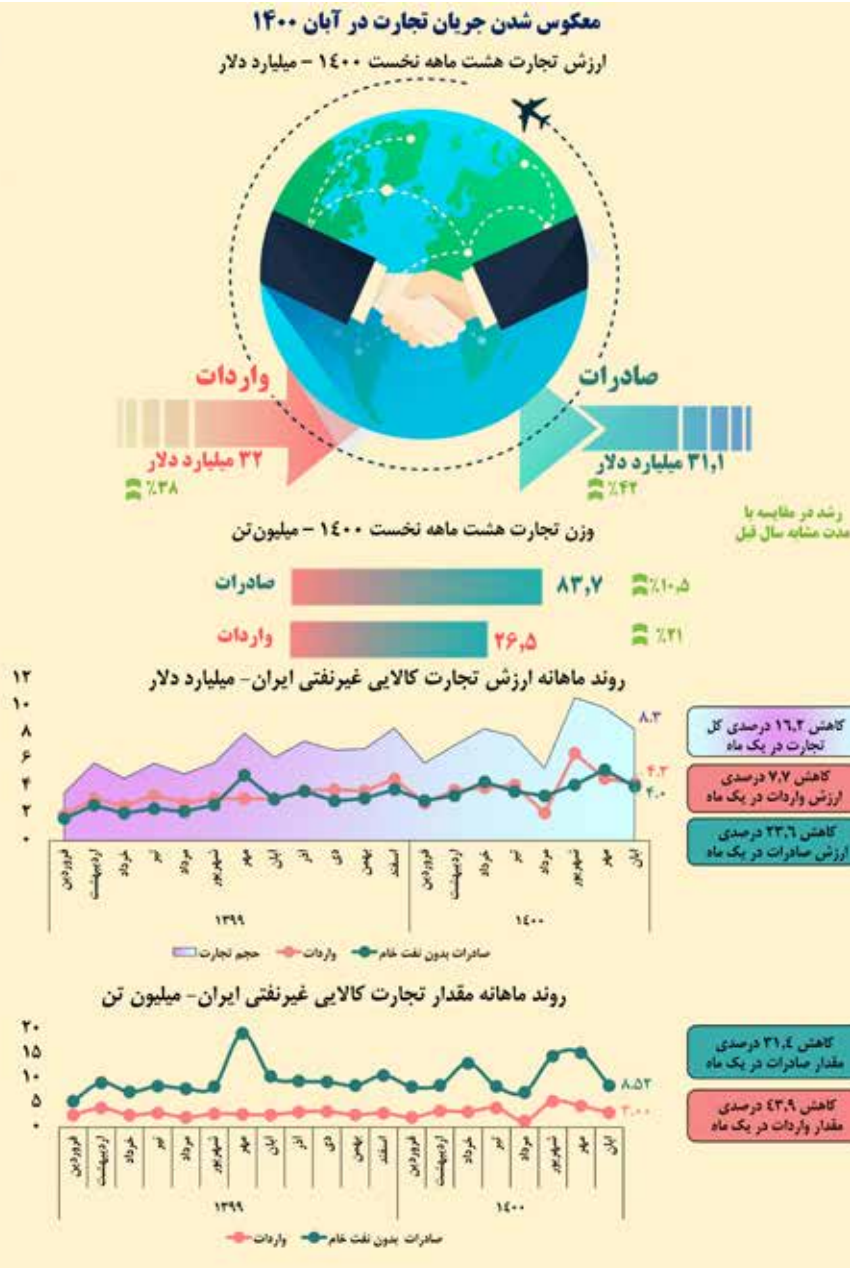 معکوس شدن جریان تجارت در آبان ۱۴۰۰
ارزش تجارت هشت ماهه نخست ۱٤۰۰ – میلیارد دلار
صادرات
۳۱,۱ میلیارد دلار
٪۴۲
واردات
۳۲ میلیارد دلار
٪۳۸
رشد در مقایسه با
مدت مشابه سال قبل
وزن تجارت هشت ماهه نخست ۱٤۰۰ – میلیون‌تن
صادرات ۸۳,۷ ٪۱۰,۵
واردات ۲۶,۵ ٪۲۱
روند ماهانه ارزش تجارت کالایی غیرنفتی ایران- میلیارد دلار
۱۲
۱۰
۸
۶
۴
۲
۰
۸.۳
۴.۳
۴.۰
کاهش ۱٦,۲ درصدی کل
تجارت در یک ماه
کاهش ۷,۷ درصدی
ارزش واردات در یک ماه
کاهش ۲۳,٦ درصدی
ارزش صادرات در یک ماه
فروردین اردیبهشت خرداد تیر مرداد شهریور مهر آبان آذر دی بهمن اسفند فروردین اردیبهشت خرداد تیر مرداد شهریور مهر آبان
۱۳۹۹ ۱٤۰۰
حجم تجارت واردات صادرات بدون نفت خام
روند ماهانه مقدار تجارت کالایی غیرنفتی ایران- میلیون تن
۲۰
۱۵
۱۰
۵
۰
۸.۵۲
۳.۰۰
کاهش ۳۱,٤ درصدی
مقدار صادرات در یک ماه
کاهش ٤۳,۹ درصدی
مقدار واردات در یک ماه
فروردین اردیبهشت خرداد تیر مرداد شهریور مهر آبان آذر دی بهمن اسفند فروردین اردیبهشت خرداد تیر مرداد شهریور مهر آبان
۱۳۹۹ ۱٤۰۰
واردات صادرات بدون نفت خام